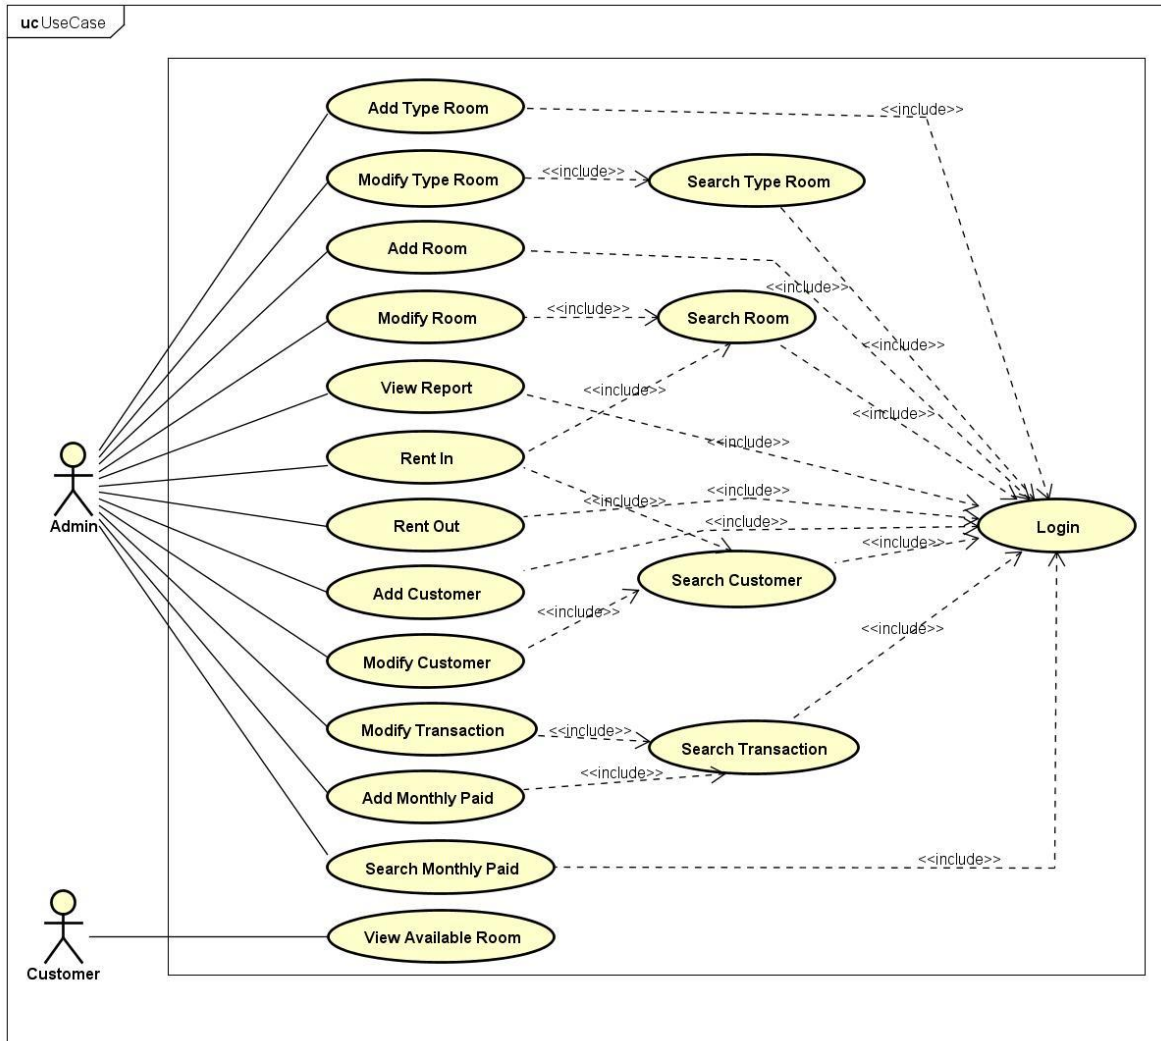 uc UseCase
Add Type Room
<<include>>
Modify Type Room
<<include>>
Search Type Room
Add Room
<<include>>
Modify Room
<<include>>
Search Room
<<include>>
View Report
<<include>>
<<include>>
<<include>>
Rent In
Admin
<<include>>
<<include>>
Rent Out
<<include>>
Login
<<include>>
Add Customer
Search Customer
<<include>>
<<include>>
Modify Customer
Modify Transaction
<<include>>
Search Transaction
<<include>>
Add Monthly Paid
Search Monthly Paid
<<include>>
View Available Room
Customer